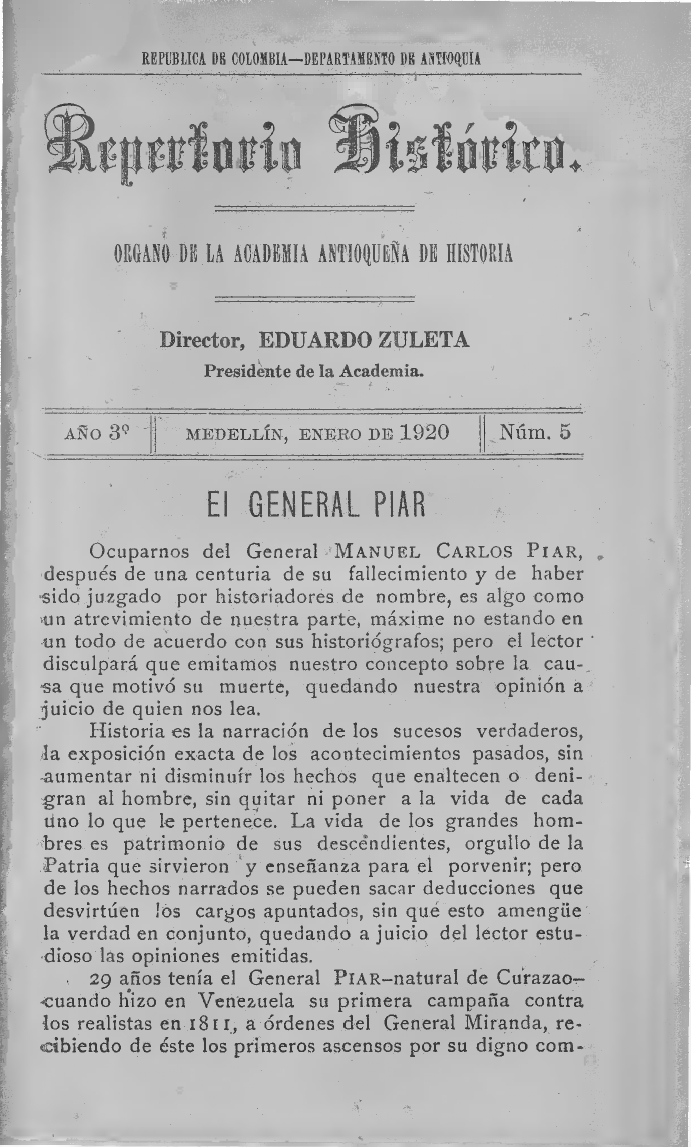 REPUBLICA DE COLOMBIA—DEPARTAMENTO DE ANTIOQUIA
Repertorio Histórico.
ORGANO DE LA ACADEMIA ANTIOQUEÑA DE HISTORIA
Director, EDUARDO ZULETA
Presidente de la Academia.
AÑO 3º MEDELLÍN, ENERO DE 1920 Núm. 5
El GENERAL PIAR
Ocuparnos del General MANUEL CARLOS PIAR,
después de una centuria de su fallecimiento y de haber
sido juzgado por historiadores de nombre, es algo como
un atrevimiento de nuestra parte, máxime no estando en
un todo de acuerdo con sus historiógrafos; pero el lector
disculpará que emitamos nuestro concepto sobre la cau-
sa que motivó su muerte, quedando nuestra opinión a
juicio de quien nos lea.
Historia es la narración de los sucesos verdaderos,
la exposición exacta de los acontecimientos pasados, sin
aumentar ni disminuír los hechos que enaltecen o deni-
gran al hombre, sin quitar ni poner a la vida de cada
uno lo que le pertenece. La vida de los grandes hom-
bres es patrimonio de sus descendientes, orgullo de la
Patria que sirvieron y enseñanza para el porvenir; pero
de los hechos narrados se pueden sacar deducciones que
desvirtúen los cargos apuntados, sin que esto amengüe
la verdad en conjunto, quedando a juicio del lector estu-
dioso las opiniones emitidas.
29 años tenía el General PIAR—natural de Curazao—
cuando hizo en Venezuela su primera campaña contra
los realistas en 1811, a órdenes del General Miranda, re-
cibiendo de éste los primeros ascensos por su digno com-